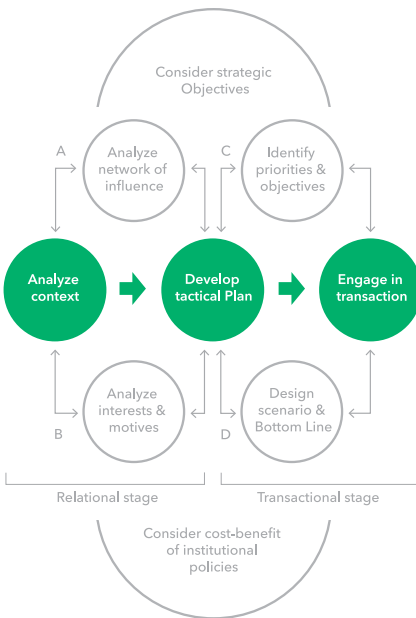 Consider strategic
Objectives
A
Analyze
network of
influence
C
Identify
priorities &
objectives
Analyze
context
Develop
tactical Plan
Engage in
transaction
B
Analyze
interests &
motives
D
Design
scenario &
Bottom Line
Relational stage
Transactional stage
Consider cost-benefit
of institutional
policies